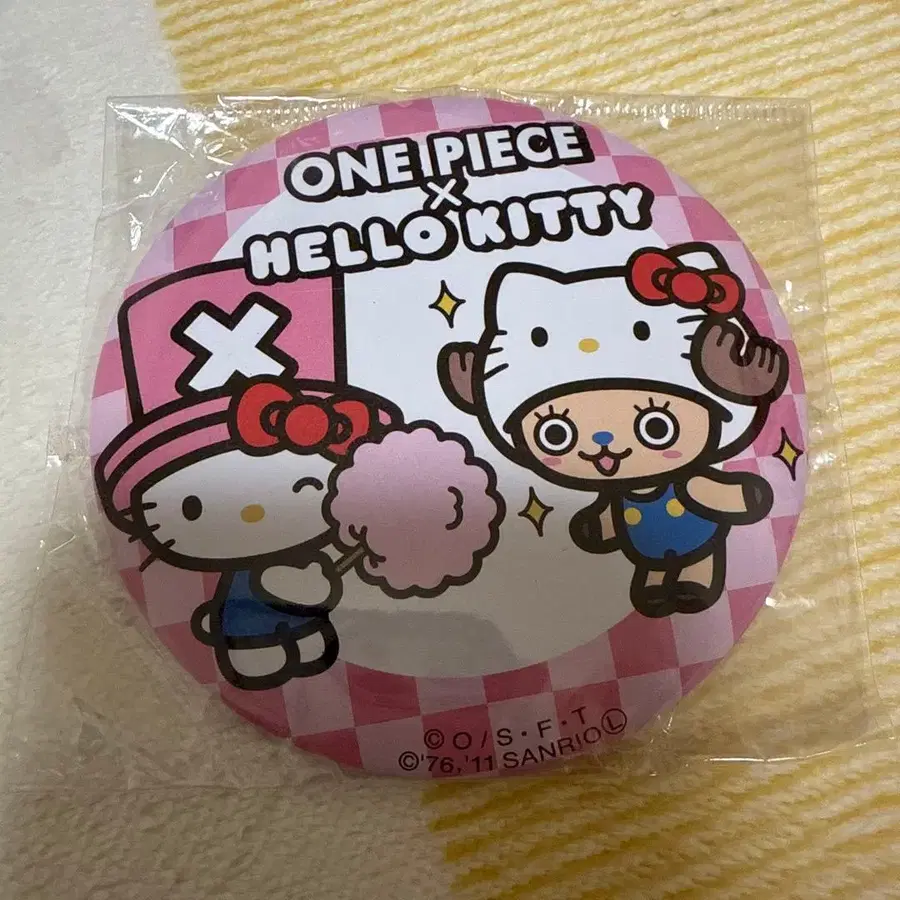 ONE PIECE
×
HELLO KITTY
©O/S・F・T
©'76,'11 SANRIO Ⓛ